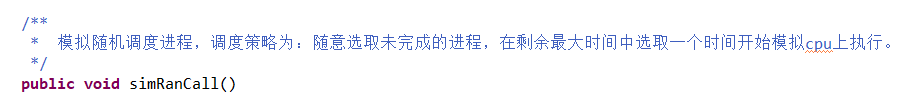 /**
 *  模拟随机调度进程，调度策略为：随意选取未完成的进程，在剩余最大时间中选取一个时间开始模拟cpu上执行。
 */
public void simRanCall()